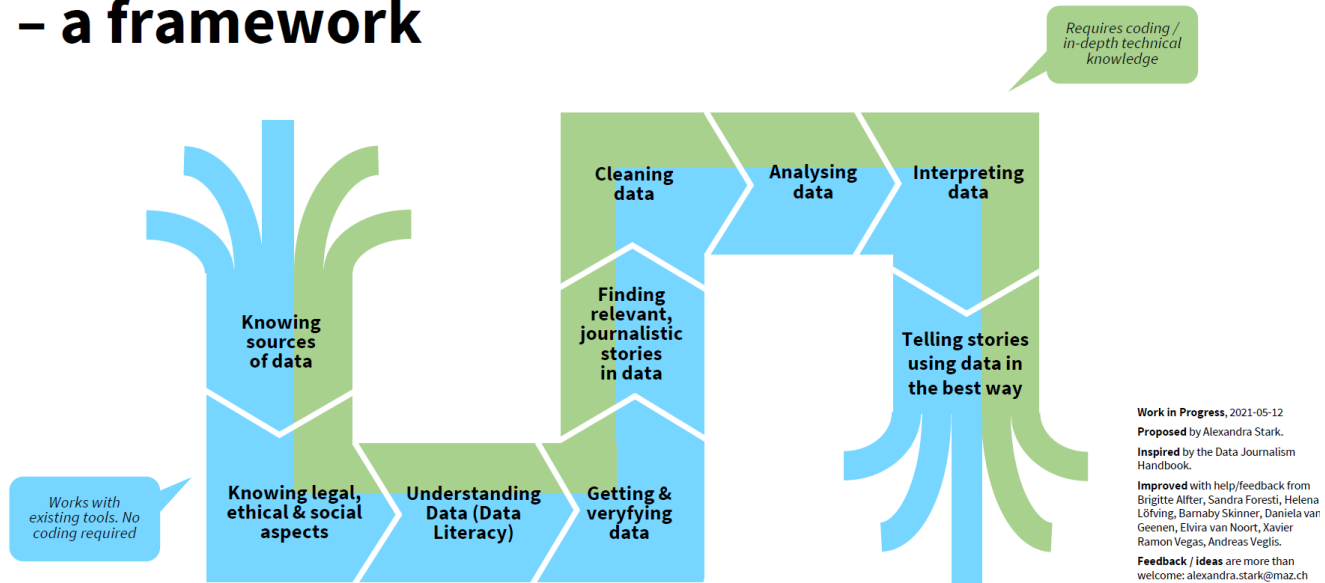 – a framework
Requires coding /
in-depth technical
knowledge
Knowing
sources
of data
Knowing legal,
ethical & social
aspects
Understanding
Data (Data
Literacy)
Getting &
veryfying
data
Finding
relevant,
journalistic
stories
in data
Cleaning
data
Analysing
data
Interpreting
data
Telling stories
using data in
the best way
Works with
existing tools. No
coding required
Work in Progress, 2021-05-12
Proposed by Alexandra Stark.
Inspired by the Data Journalism
Handbook.
Improved with help/feedback from
Brigitte Alfter, Sandra Foresti, Helena
Löfving, Barnaby Skinner, Daniela van
Geenen, Elvira van Noort, Xavier
Ramon Vegas, Andreas Veglis.
Feedback / ideas are more than
welcome: alexandra.stark@maz.ch